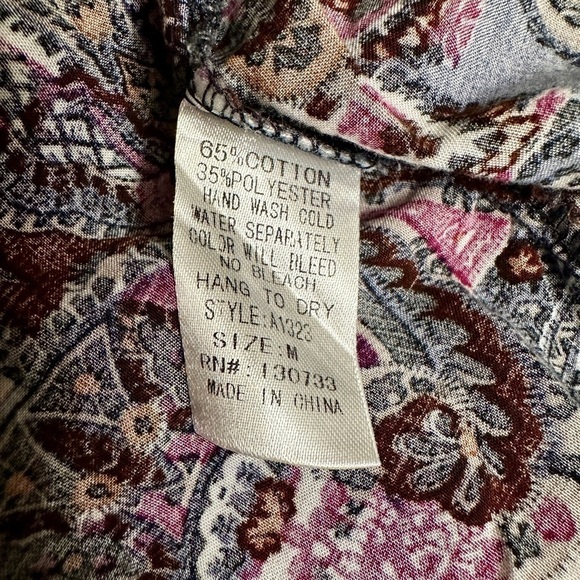 65%COTTON
35%POLYESTER
HAND WASH COLD
WATER SEPARATELY
COLOR WILL BLEED
NO BLEACH
HANG TO DRY
STYLE:A1323
SIZE:M
RN#: 130733
MADE IN CHINA